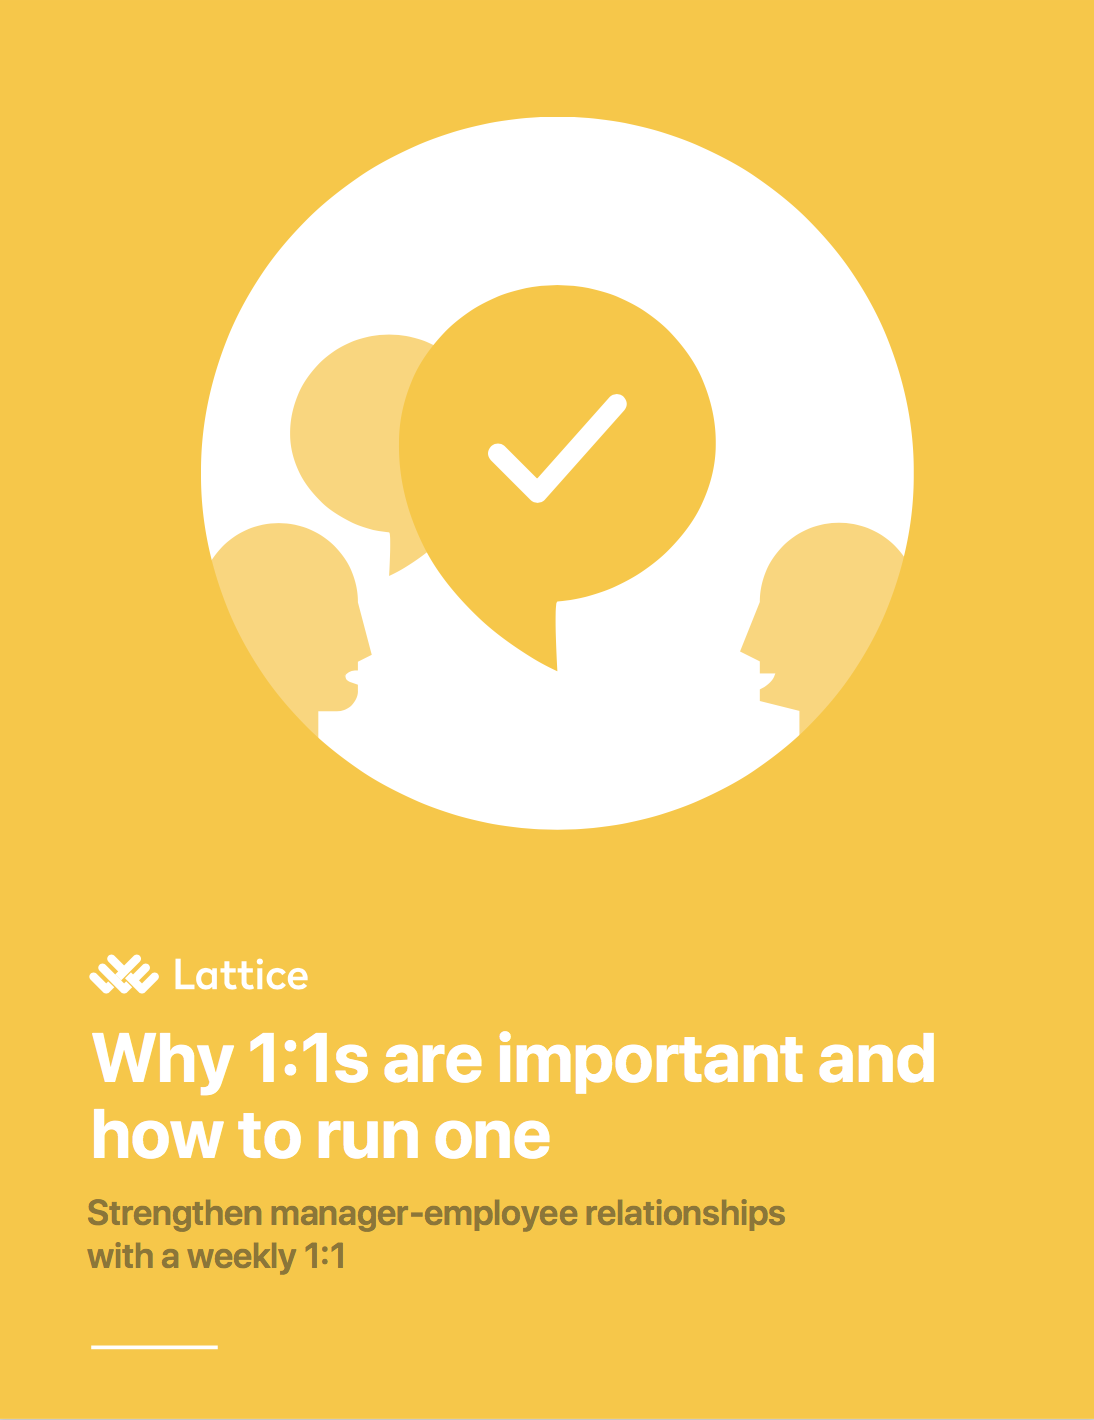 Lattice
Why 1:1s are important and
how to run one
Strengthen manager-employee relationships
with a weekly 1:1